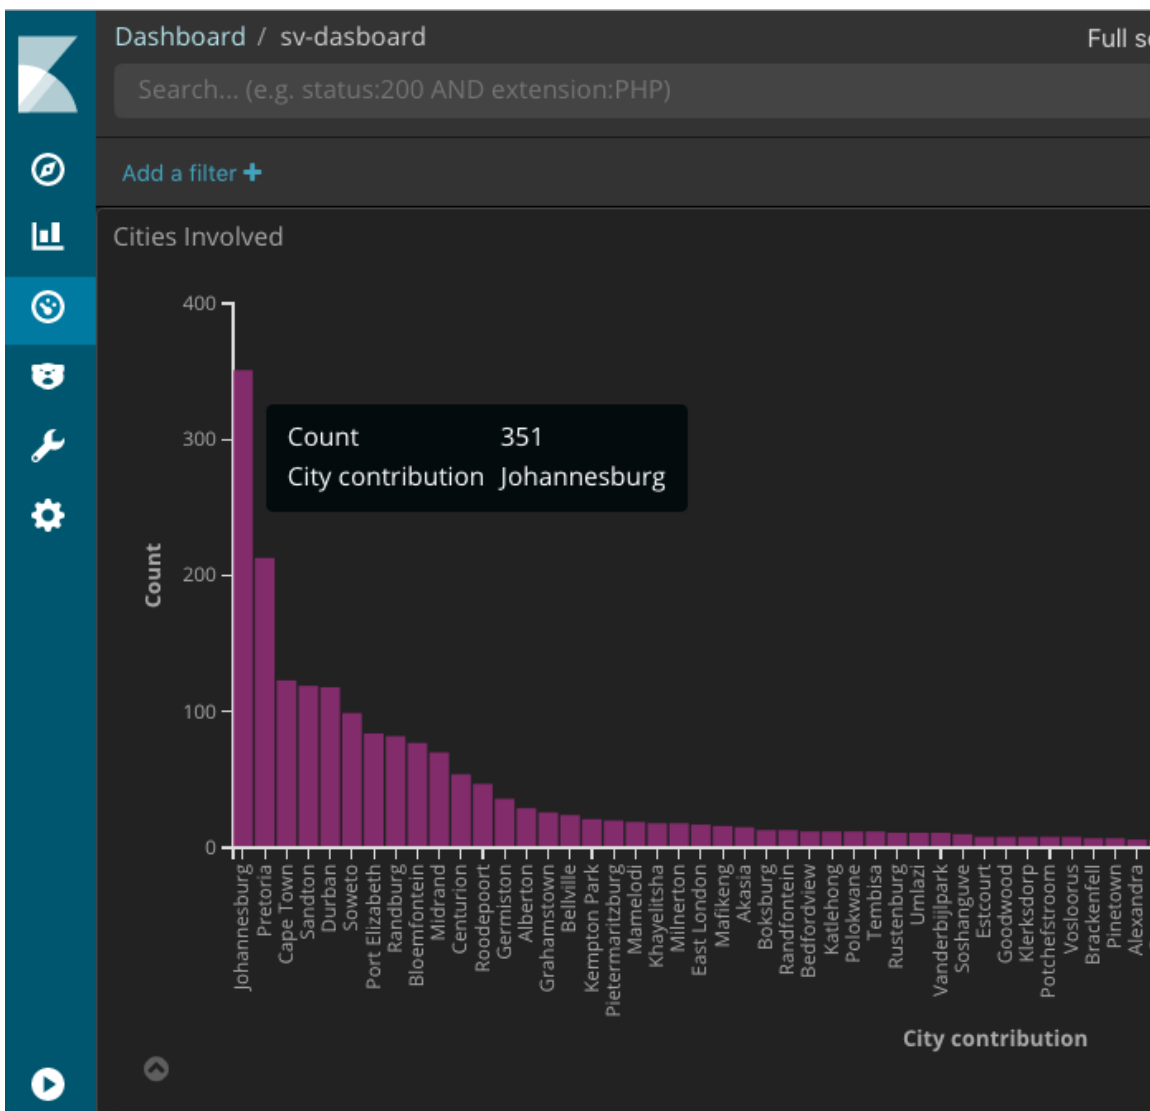 Dashboard / sv-dasboard
Full
Search... (e.g. status:200 AND extension:PHP)
Add a filter
Cities Involved
400
300
200
100
0
Count
Count 351
City contribution Johannesburg
Johannesburg
Pretoria
Cape Town
Sandton
Durban
Soweto
Port Elizabeth
Randburg
Bloemfontein
Midrand
Centurion
Roodepoort
Germiston
Alberton
Grahamstown
Bellville
Kempton Park
Pietermaritzburg
Mamelodi
Khayelitsha
Milnerton
East London
Mafikeng
Akasia
Boksburg
Randfontein
Bedfordview
Katlehong
Polokwane
Tembisa
Rustenburg
Umlazi
Vanderbijlpark
Soshanguve
Estcourt
Goodwood
Klerksdorp
Potchefstroom
Vosloorus
Brackenfell
Pinetown
Alexandra
City contribution